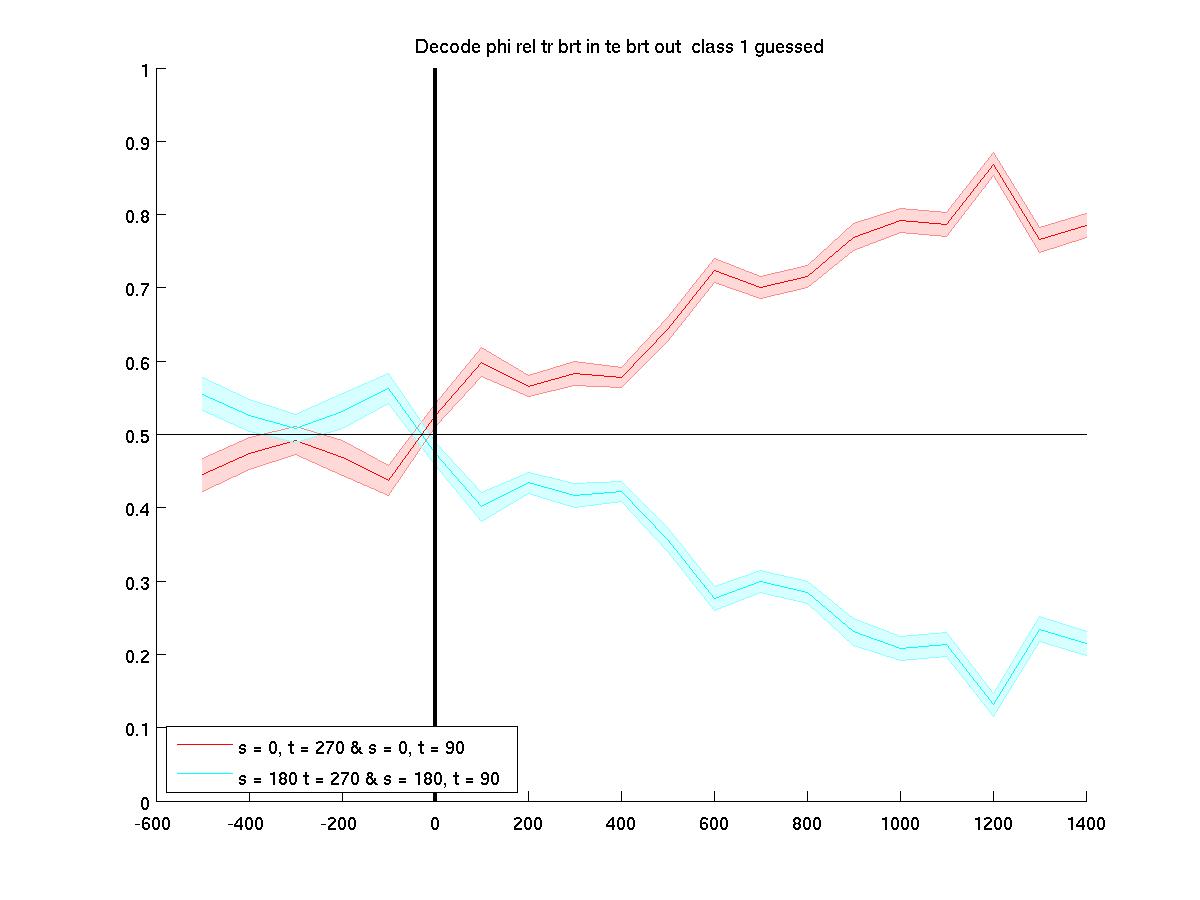 Decode phi rel tr brt in te brt out  class 1 guessed
1
0.9
0.8
0.7
0.6
0.5
0.4
0.3
0.2
0.1
0
s = 0, t = 270 & s = 0, t = 90
s = 180 t = 270 & s = 180, t = 90
-600 -400 -200 0 200 400 600 800 1000 1200 1400